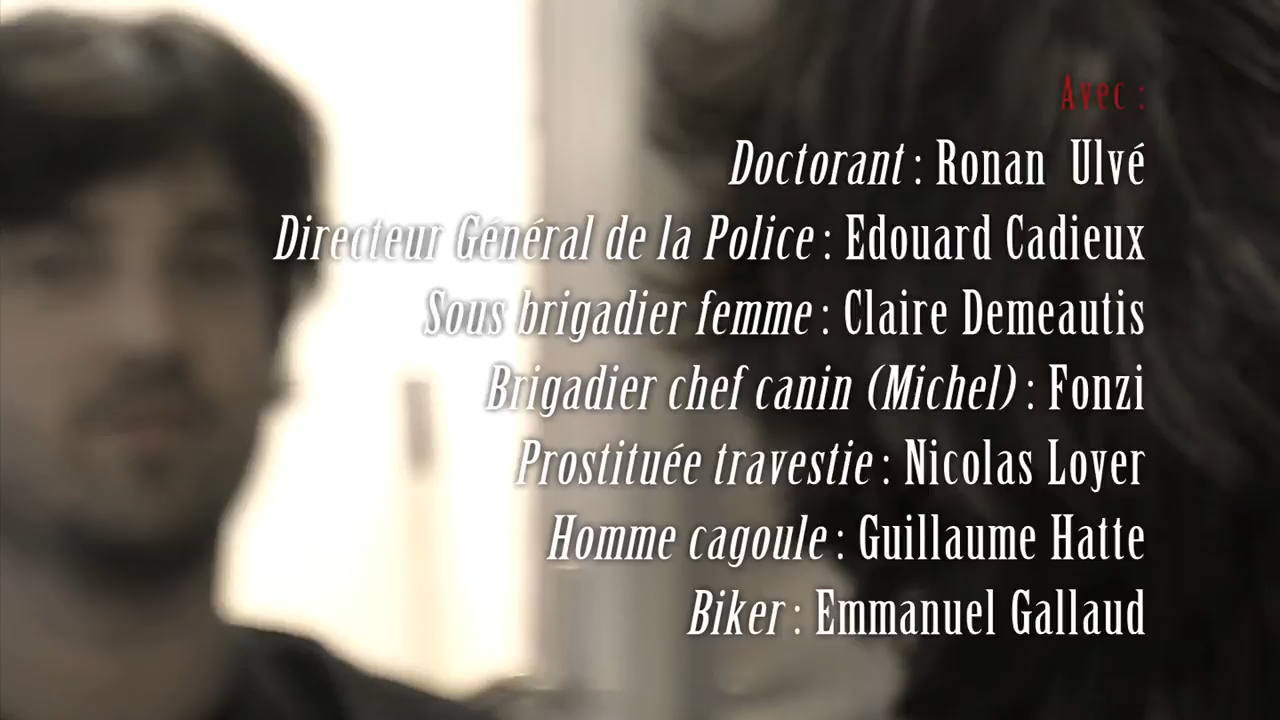 Avec :
Doctorant : Ronan Ulvé
Directeur Général de la Police : Edouard Cadieux
Sous brigadier femme : Claire Demeautis
Brigadier chef canin (Michel) : Fonzi
Prostituée travestie : Nicolas Loyer
Homme cagoule : Guillaume Hatte
Biker : Emmanuel Gallaud